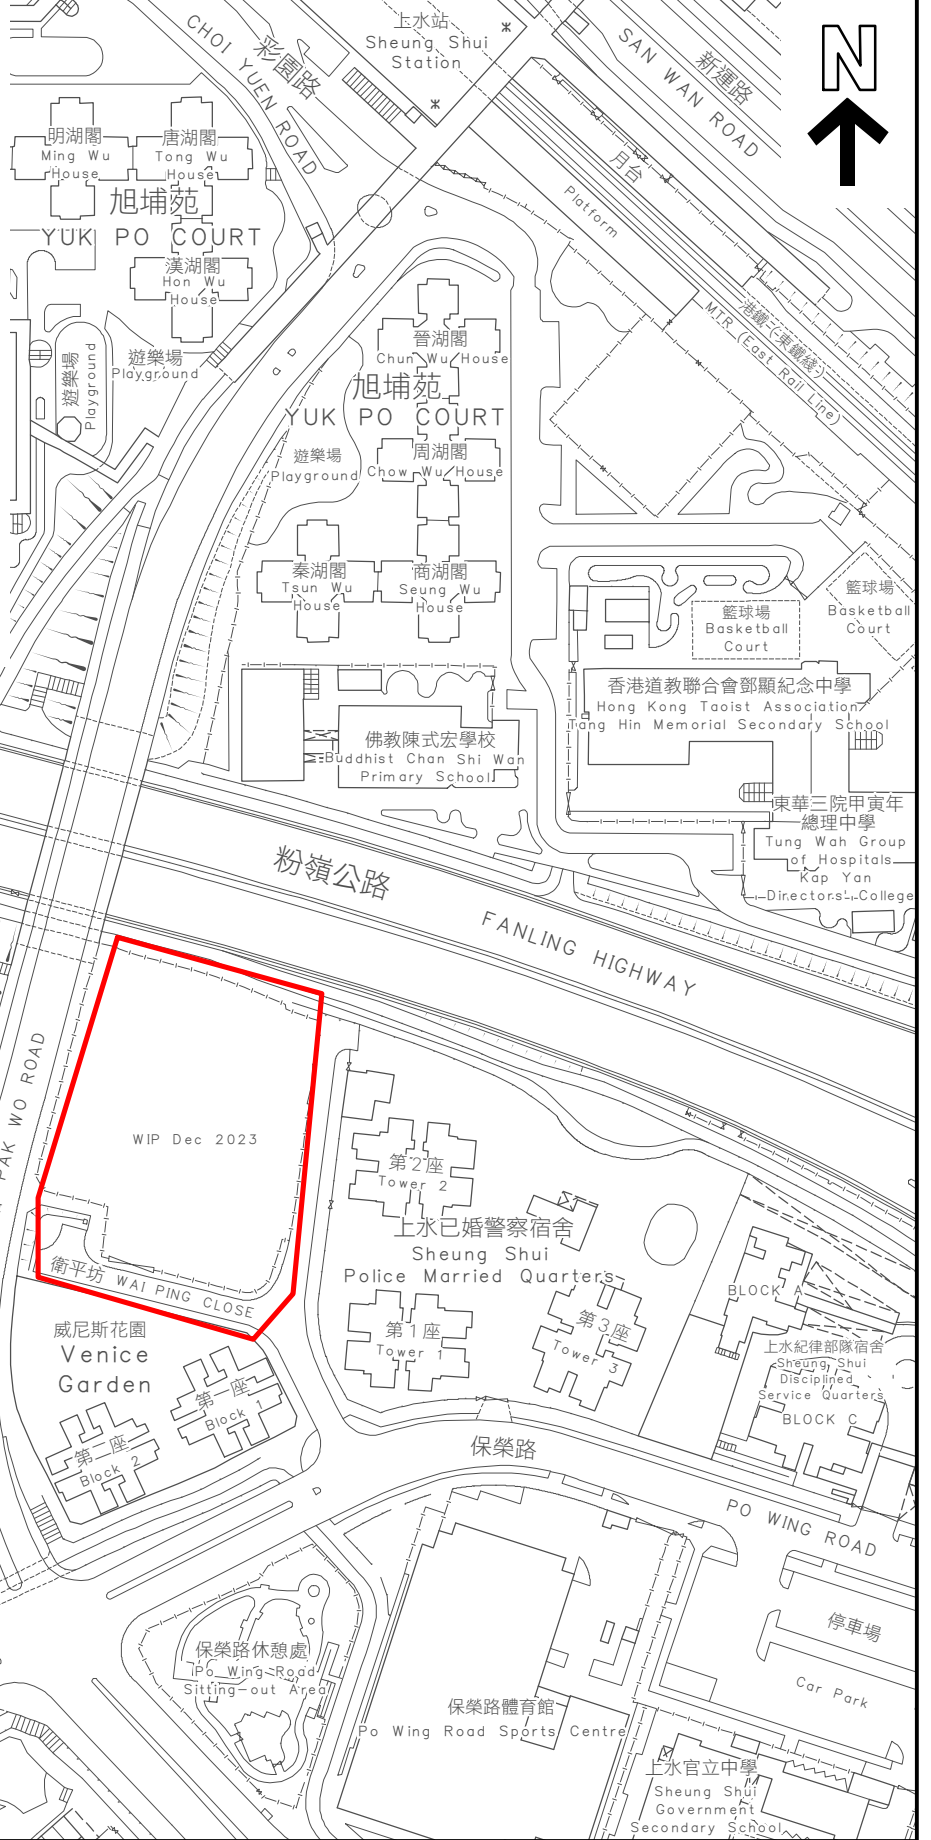 上水站
Sheung Shui
Station
彩園路
CHOI YUEN ROAD
新運路
SAN WAN ROAD
N
明湖閣
Ming Wu
House
唐湖閣
Tong Wu
House
旭埔苑
YUK PO COURT
漢湖閣
Hon Wu
House
月台
Platform
港鐵-(東鐵綫-)
MTR (East Rail Line)
遊樂場
Playground
遊樂場
Playground
晉湖閣
Chun Wu House
旭埔苑
YUK PO COURT
周湖閣
Chow Wu House
遊樂場
Playground
秦湖閣
Tsun Wu
House
商湖閣
Seung Wu
House
籃球場
Basketball
Court
籃球場
Basketball
Court
香港道教聯合會鄧顯紀念中學
Hong Kong Taoist Association
Tang Hin Memorial Secondary School
佛教陳式宏學校
Buddhist Chan Shi Wan
Primary School
東華三院甲寅年
總理中學
Tung Wah Group
of Hospitals
Kap Yan
Directors' College
粉嶺公路
FANLING HIGHWAY
PAK WO ROAD
WIP Dec 2023
第2座
Tower 2
上水已婚警察宿舍
Sheung Shui
Police Married Quarters
衛平坊 WAI PING CLOSE
第1座
Tower 1
第3座
Tower 3
BLOCK A
上水紀律部隊宿舍
Sheung Shui
Disciplined
Service Quarters
BLOCK C
威尼斯花園
Venice
Garden
第一座
Block 1
第二座
Block 2
保榮路
PO WING ROAD
停車場
Car Park
保榮路休憩處
Po Wing Road
Sitting-out Area
保榮路體育館
Po Wing Road Sports Centre
上水官立中學
Sheung Shui
Government
Secondary School